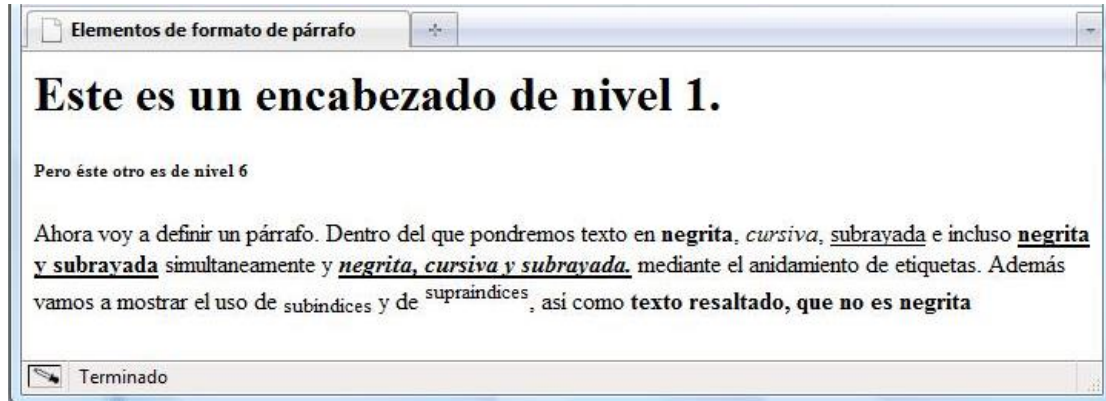 Elementos de formato de párrafo
Este es un encabezado de nivel 1.
Pero éste otro es de nivel 6
Ahora voy a definir un párrafo. Dentro del que pondremos texto en negrita, cursiva, subrayada e incluso negrita
y subrayada simultaneamente y negrita, cursiva y subrayada. mediante el anidamiento de etiquetas. Además
vamos a mostrar el uso de subindices y de supraindices, así como texto resaltado, que no es negrita
Terminado